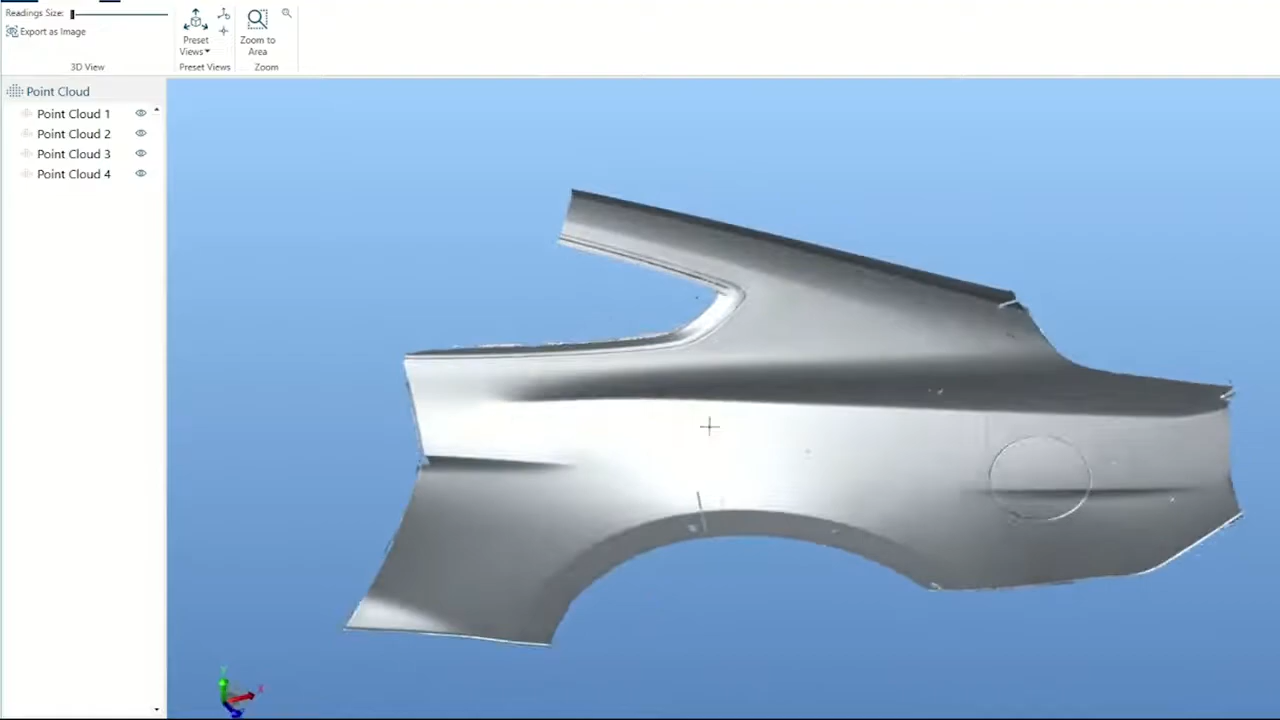 Readings Size:
Export as Image
3D View
Preset
Views
Preset Views
Zoom to
Area
Zoom
Point Cloud
Point Cloud 1
Point Cloud 2
Point Cloud 3
Point Cloud 4
Y
X